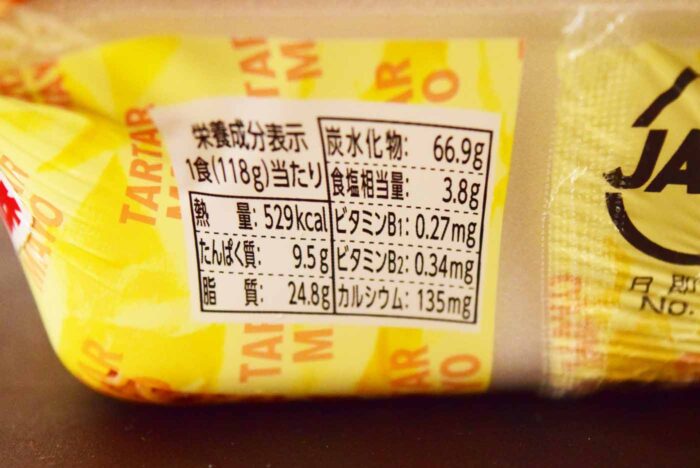 TARTAR
MAYO
栄養成分表示
1食(118g)当たり
熱量: 529kcal
たんぱく質: 9.5g
脂質: 24.8g
炭水化物: 66.9g
食塩相当量: 3.8g
ビタミンB1: 0.27mg
ビタミンB2: 0.34mg
カルシウム: 135mg
JA
No.